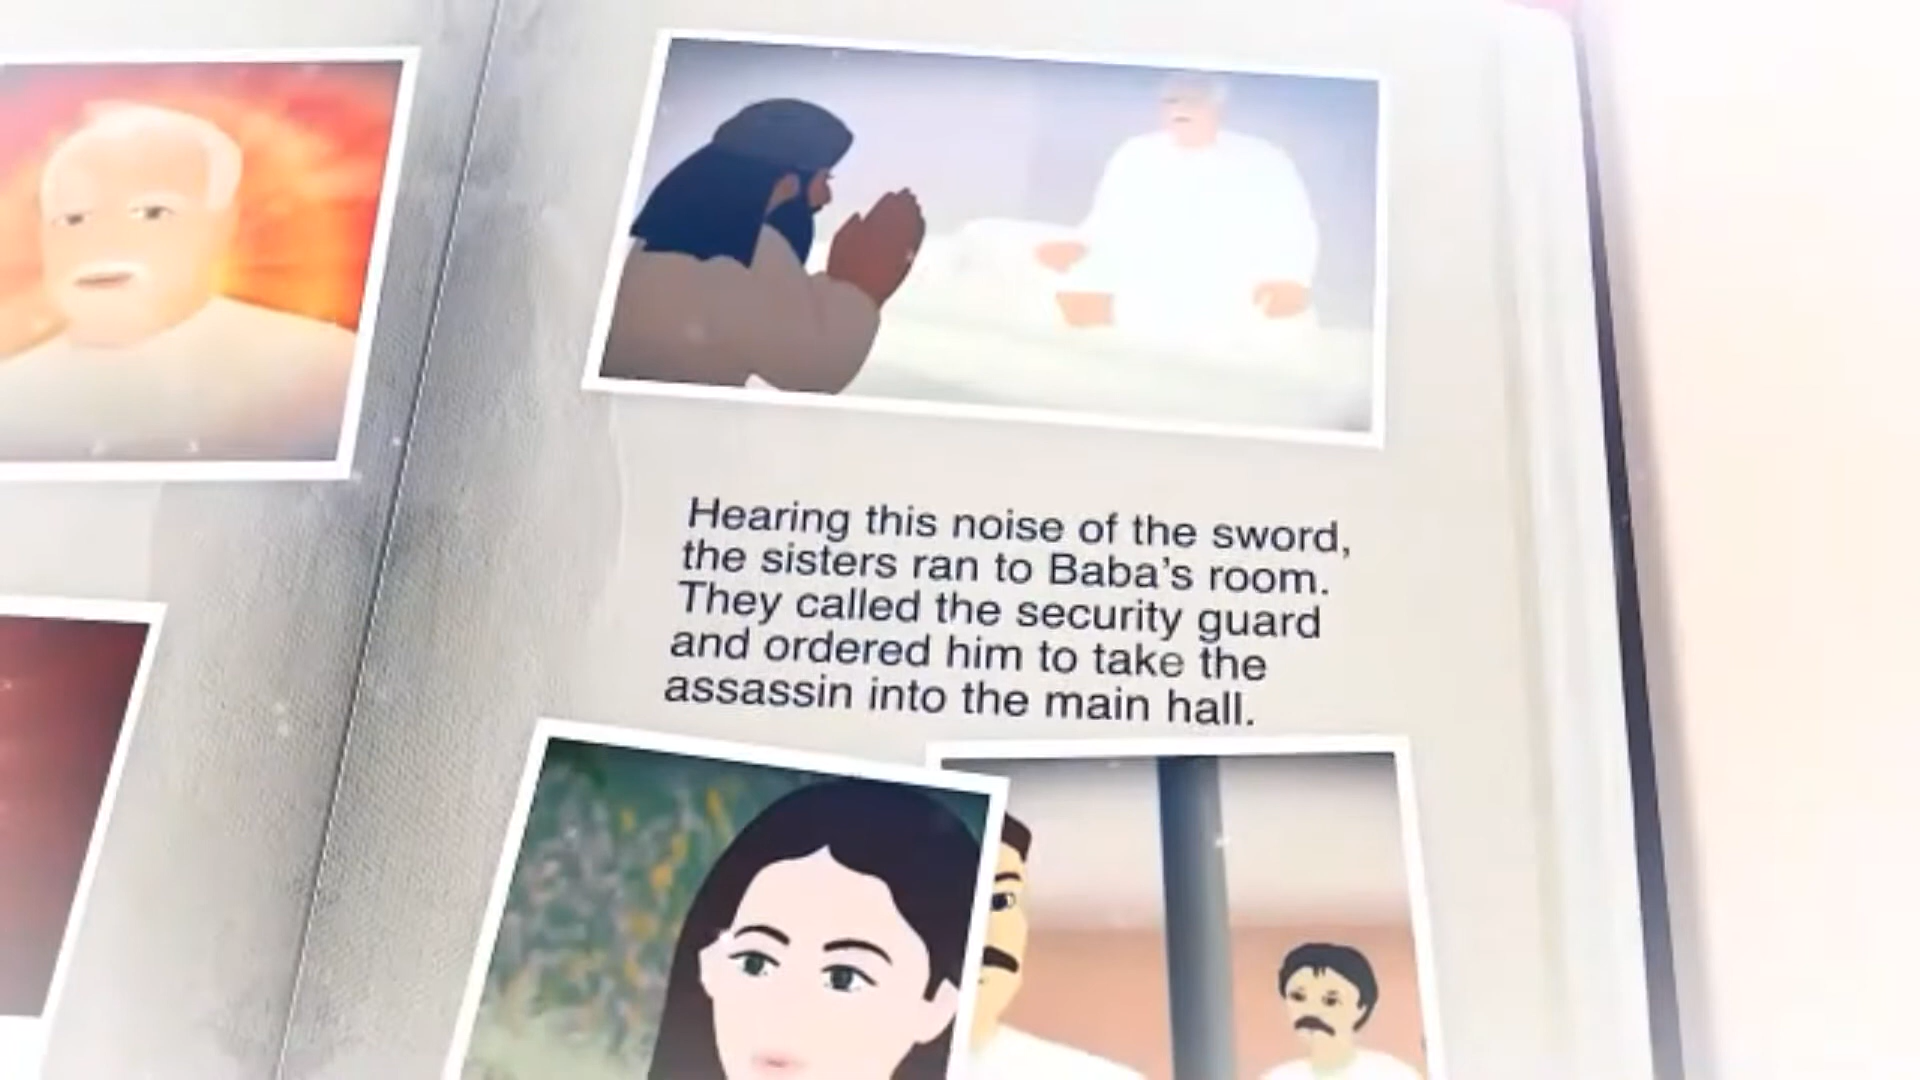 Hearing this noise of the sword,
the sisters ran to Baba's room.
They called the security guard
and ordered him to take the
assassin into the main hall.